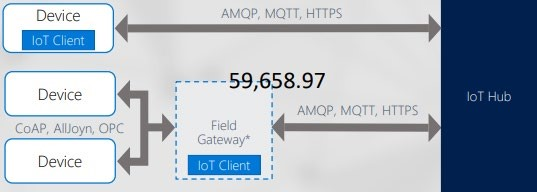 Device
IoT Client
AMQP, MQTT, HTTPS
Device
59,658.97
IoT Hub
AMQP, MQTT, HTTPS
CoAP, AllJoyn, OPC
Field
Gateway*
Device
IoT Client